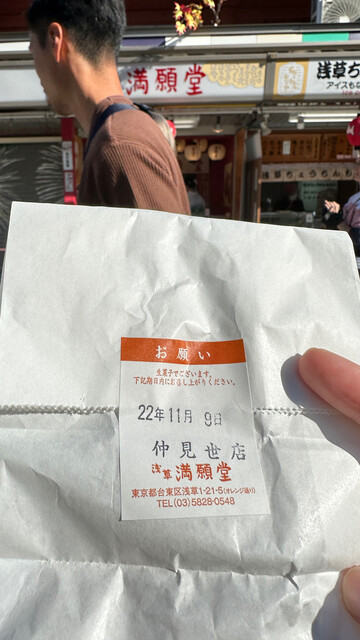 満願堂
浅草ち
アイスもな
お願い
生菓子でございます。
下記期日内にお召し上がりください。
22年11月 9日
仲見世店
浅草 満願堂
東京都台東区浅草1-21-5(オレンジ通り)
TEL(03)5828-0548